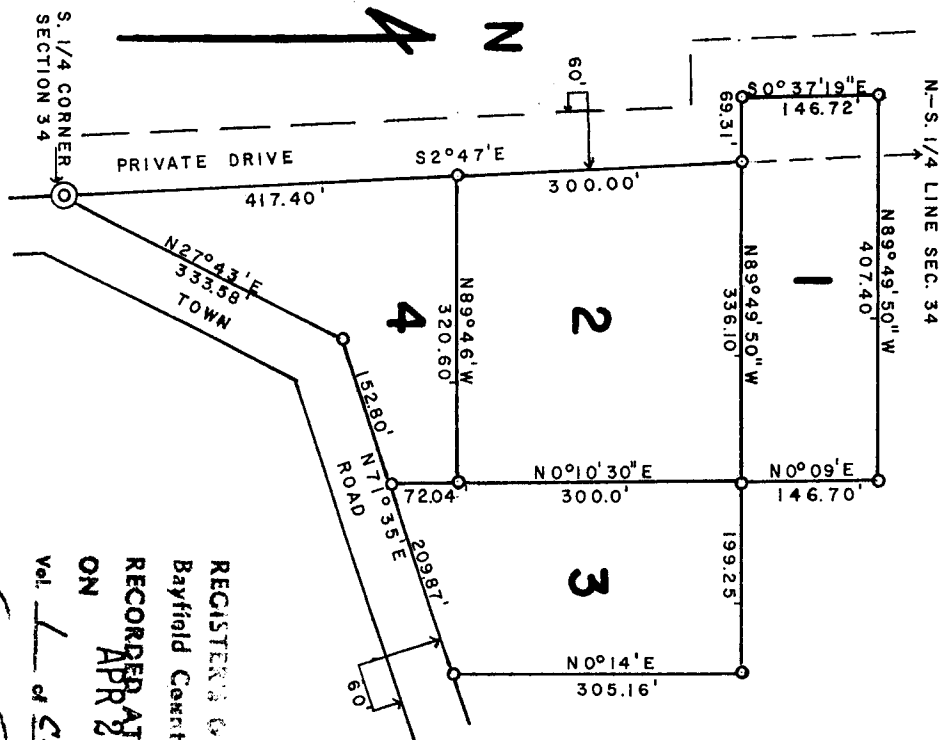 N.-S. 1/4 LINE SEC. 34
N
S. 1/4 CORNER
SECTION 34
60'
S0°37'19"E
146.72'
69.31'
N89°49'50"W
407.40'
1
PRIVATE DRIVE
S2°47'E
417.40'
300.00'
N89°49'50"W
336.10'
2
N27°43'E
333.58'
TOWN
4
N89°46'W
320.60'
152.80'
N71°35'E
ROAD
72.04'
N0°10'30"E
300.0'
N0°09'E
146.70'
209.87'
3
199.25'
N0°14'E
305.16'
60'
REGISTER'S
Bayfield
RECORDED AT
ON APR 2
Vol. 1 of